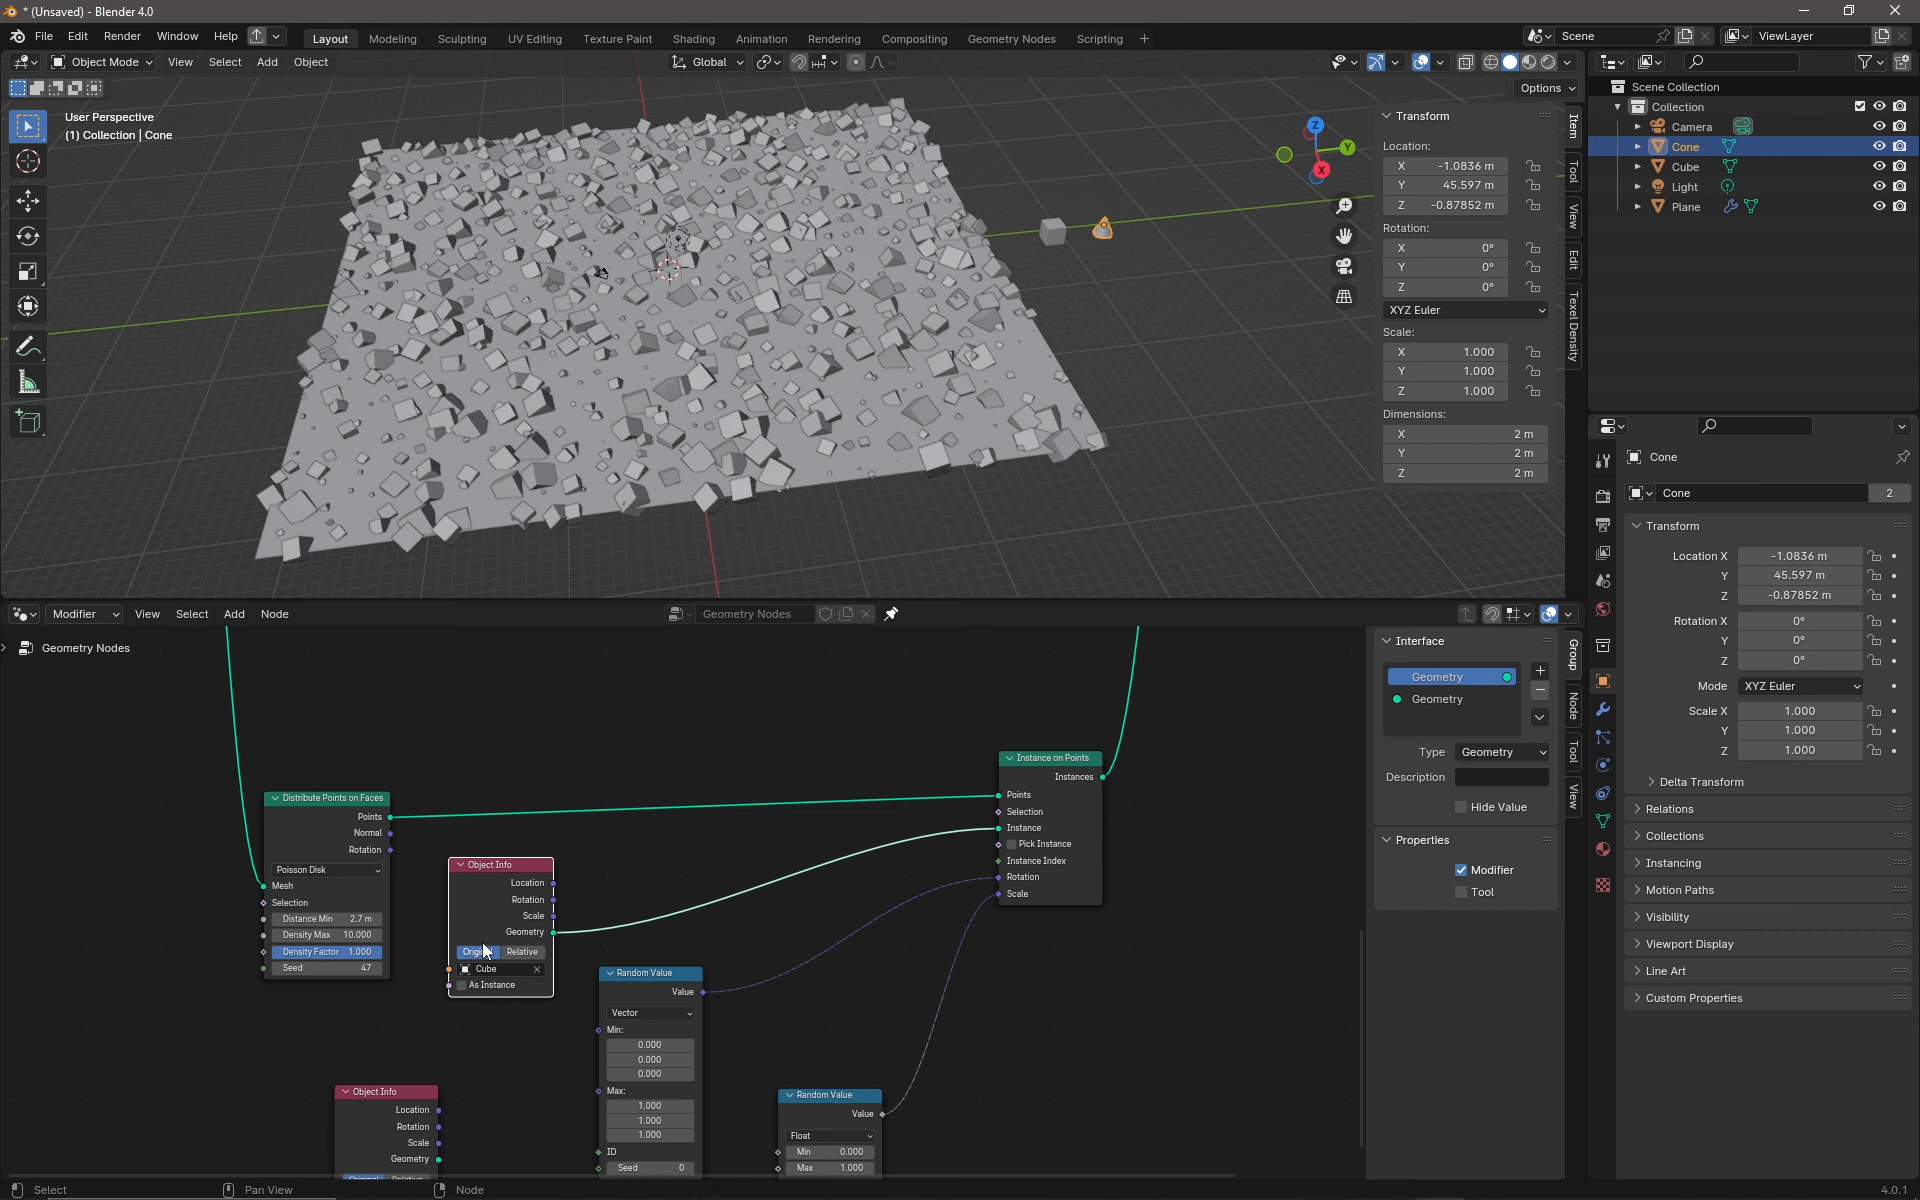 * (Unsaved) - Blender 4.0
File Edit Render Window Help
Layout Modeling Sculpting UV Editing Texture Paint Shading Animation Rendering Compositing Geometry Nodes Scripting +
Scene
ViewLayer
Object Mode View Select Add Object
Global
Options
User Perspective
(1) Collection | Cone
Z
Y
X
Transform
Location:
X -1.0836 m
Y 45.597 m
Z -0.87852 m
Rotation:
X 0°
Y 0°
Z 0°
XYZ Euler
Scale:
X 1.000
Y 1.000
Z 1.000
Dimensions:
X 2 m
Y 2 m
Z 2 m
Item
Tool
View
Edit
Texel Density
Scene Collection
Collection
Camera
Cone
Cube
Light
Plane
Cone
Cone 2
Transform
Location X -1.0836 m
Y 45.597 m
Z -0.87852 m
Rotation X 0°
Y 0°
Z 0°
Mode XYZ Euler
Scale X 1.000
Y 1.000
Z 1.000
Delta Transform
Relations
Collections
Instancing
Motion Paths
Visibility
Viewport Display
Line Art
Custom Properties
Modifier View Select Add Node
Geometry Nodes
Geometry Nodes
Distribute Points on Faces
Points
Normal
Rotation
Poisson Disk
Mesh
Selection
Distance Min 2.7 m
Density Max 10.000
Density Factor 1.000
Seed 47
Object Info
Location
Rotation
Scale
Geometry
Relative
Cube
As Instance
Random Value
Value
Vector
Min:
0.000
0.000
0.000
Max:
1.000
1.000
1.000
ID
Seed 0
Object Info
Location
Rotation
Scale
Geometry
Random Value
Value
Float
Min 0.000
Max 1.000
Instance on Points
Instances
Points
Selection
Instance
Pick Instance
Instance Index
Rotation
Scale
Interface
Geometry
Geometry
Type Geometry
Description
Hide Value
Properties
Modifier
Tool
Group
Node
Tool
View
Select
Pan View
Node
4.0.1